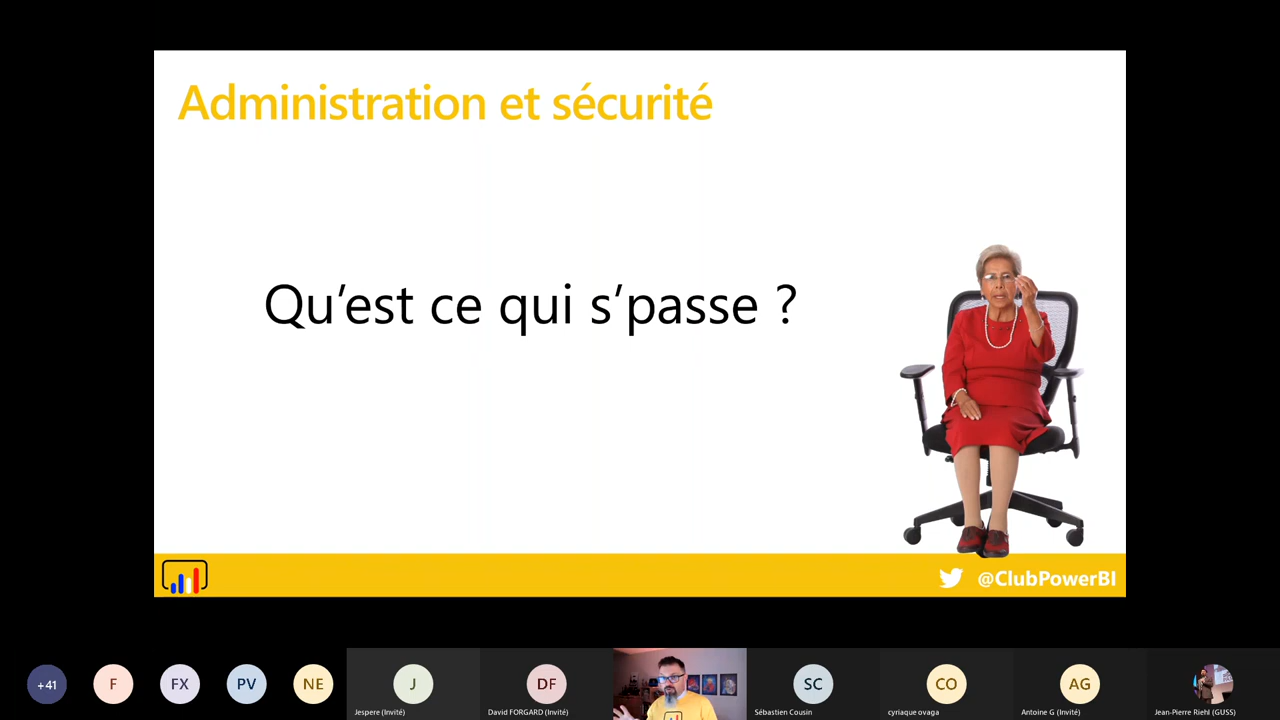 Administration et sécurité
Qu’est ce qui s’passe ?
@ClubPowerBI
+41
F
FX
PV
NE
J
DF
SC
CO
AG
Jespere (Invité)
David FORGARD (Invité)
Sébastien Cousin
cyriaque ovaga
Antoine G (Invité)
Jean-Pierre Riehl (GUSS)